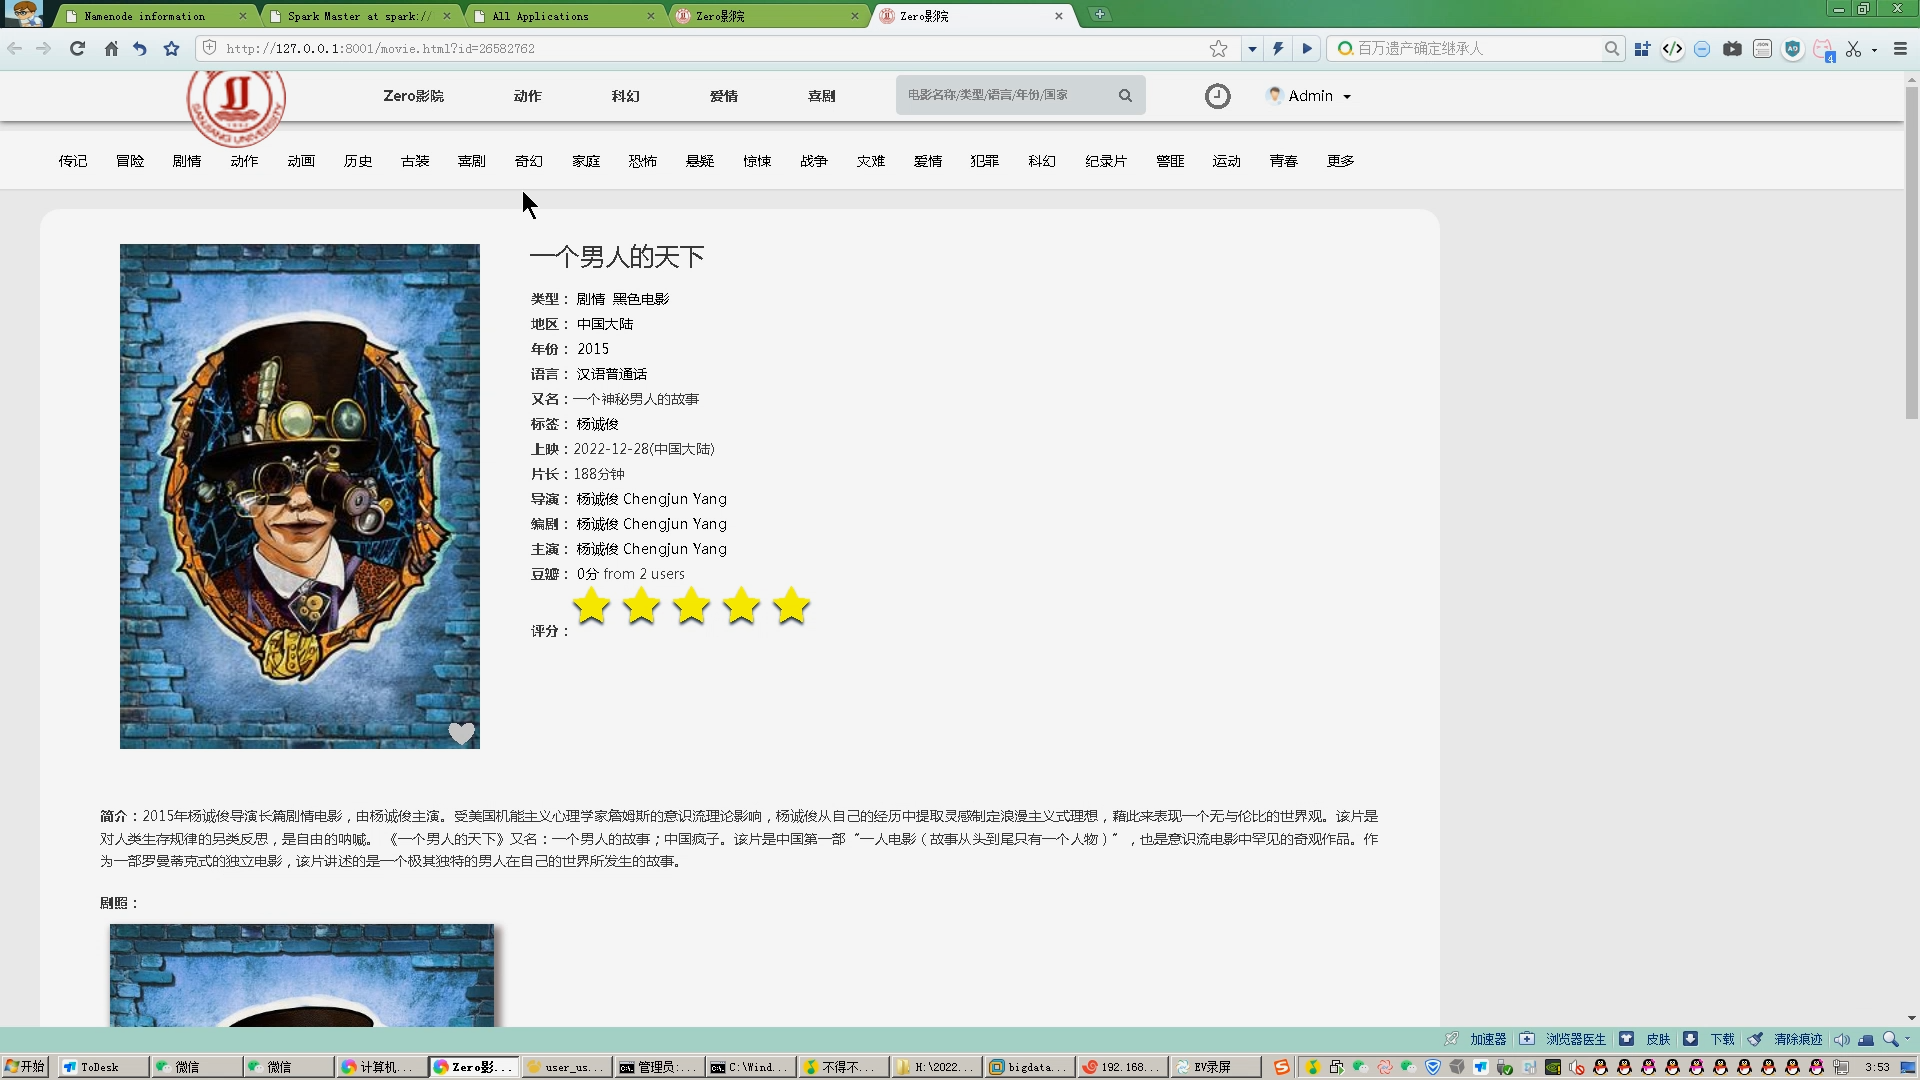 Namenode information
Spark Master at spark://
All Applications
Zero影院
Zero影院
http://127.0.0.1:8001/movie.html?id=26582762
百万遗产确定继承人
SANJIANG UNIVERSITY
Zero影院 动作 科幻 爱情 喜剧
电影名称/类型/语言/年份/国家
Admin
传记 冒险 剧情 动作 动画 历史 古装 喜剧 奇幻 家庭 恐怖 悬疑 惊悚 战争 灾难 爱情 犯罪 科幻 纪录片 警匪 运动 青春 更多
一个男人的天下
类型： 剧情 黑色电影
地区： 中国大陆
年份： 2015
语言： 汉语普通话
又名：一个神秘男人的故事
标签： 杨诚俊
上映：2022-12-28(中国大陆)
片长：188分钟
导演： 杨诚俊 Chengjun Yang
编剧： 杨诚俊 Chengjun Yang
主演： 杨诚俊 Chengjun Yang
豆瓣： 0分 from 2 users
评分：
简介：2015年杨诚俊导演长篇剧情电影，由杨诚俊主演。受美国机能主义心理学家詹姆斯的意识流理论影响，杨诚俊从自己的经历中提取灵感制定浪漫主义式理想，藉此来表现一个无与伦比的世界观。该片是
对人类生存规律的另类反思，是自由的呐喊。《一个男人的天下》又名：一个男人的故事；中国疯子。该片是中国第一部“一人电影（故事从头到尾只有一个人物）”，也是意识流电影中罕见的奇观作品。作
为一部罗曼蒂克式的独立电影，该片讲述的是一个极其独特的男人在自己的世界所发生的故事。
剧照：
加速器 浏览器医生 皮肤 下载 清除痕迹
开始 ToDesk 微信 微信 计算机... Zero影... user_us... 管理员:... C:\Wind... 不得不... H:\2022... bigdata... 192.168... EV录屏 3:53